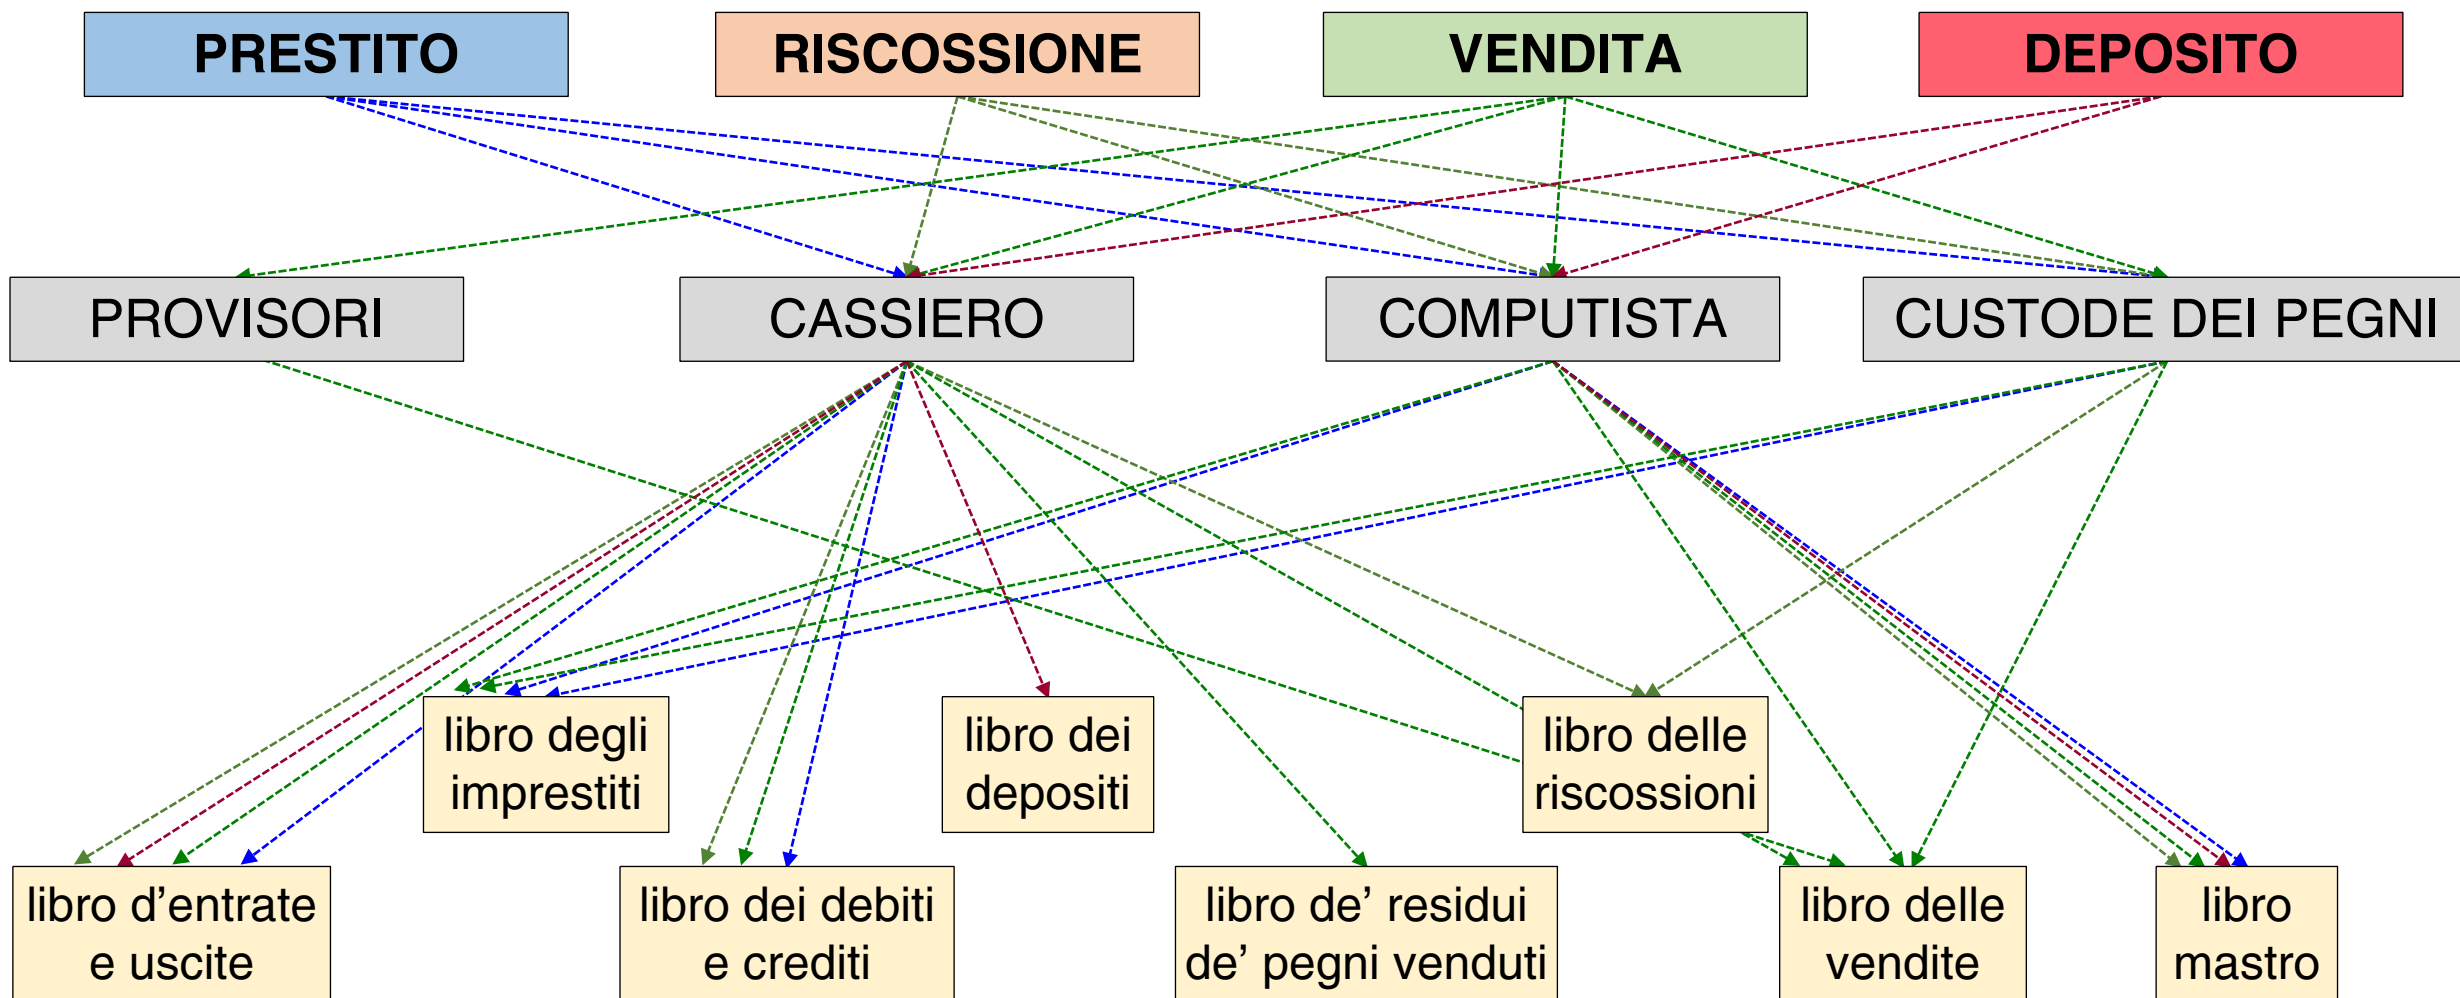 PRESTITO
RISCOSSIONE
VENDITA
DEPOSITO
PROVISORI
CASSIERO
COMPUTISTA
CUSTODE DEI PEGNI
libro degli
imprestiti
libro dei
depositi
libro delle
riscossioni
libro d’entrate
e uscite
libro dei debiti
e crediti
libro de’ residui
de’ pegni venduti
libro delle
vendite
libro
mastro